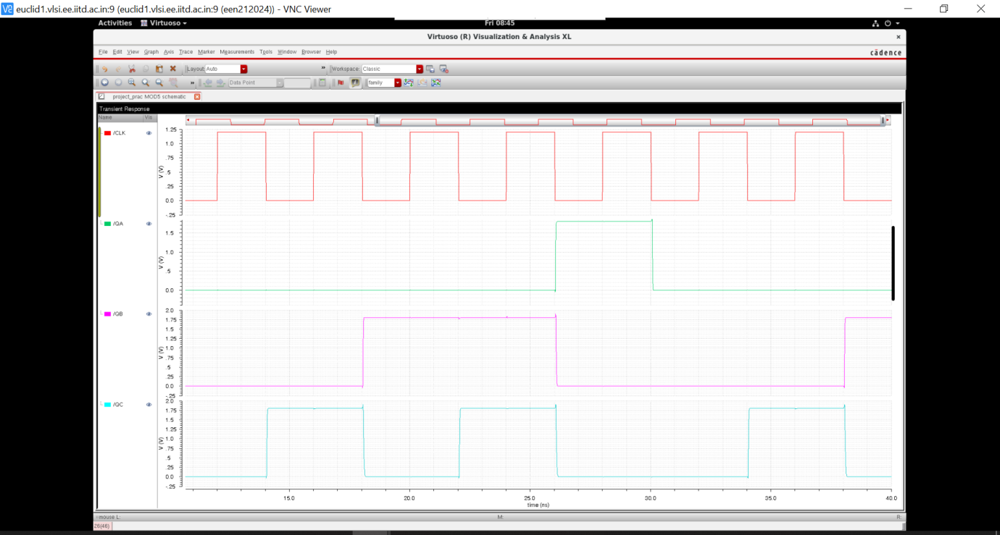 euclid1.vlsi.ee.iitd.ac.in:9 (euclid1.vlsi.ee.iitd.ac.in:9 (een212024)) - VNC Viewer
Activities Virtuoso Fri 08:45
Virtuoso (R) Visualization & Analysis XL
File Edit View Graph Axis Trace Marker Measurements Tools Window Browser Help cādence
Layout: Auto » Workspace: Classic
» Data Point family
project_prac MOD5 schematic
Transient Response
Name Vis
/CLK
1.25
1.0
.75
.5
.25
0.0
-.25
V (V)
/QA
1.5
1.0
.5
0.0
V (V)
/QB
2.0
1.75
1.5
1.25
1.0
.75
.5
.25
0.0
-.25
V (V)
/QC
2.0
1.75
1.5
1.25
1.0
.75
.5
.25
0.0
-.25
V (V)
15.0 20.0 25.0 30.0 35.0 40.0
time (ns)
mouse L: M: R:
26(46)